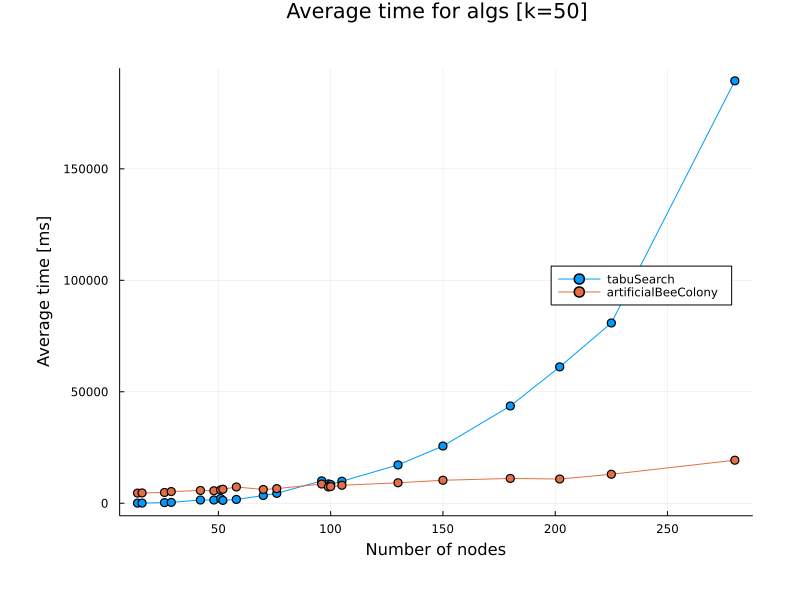 Average time for algs [k=50]
Average time [ms]
150000
100000
50000
0
tabuSearch
artificialBeeColony
50
100
150
200
250
Number of nodes